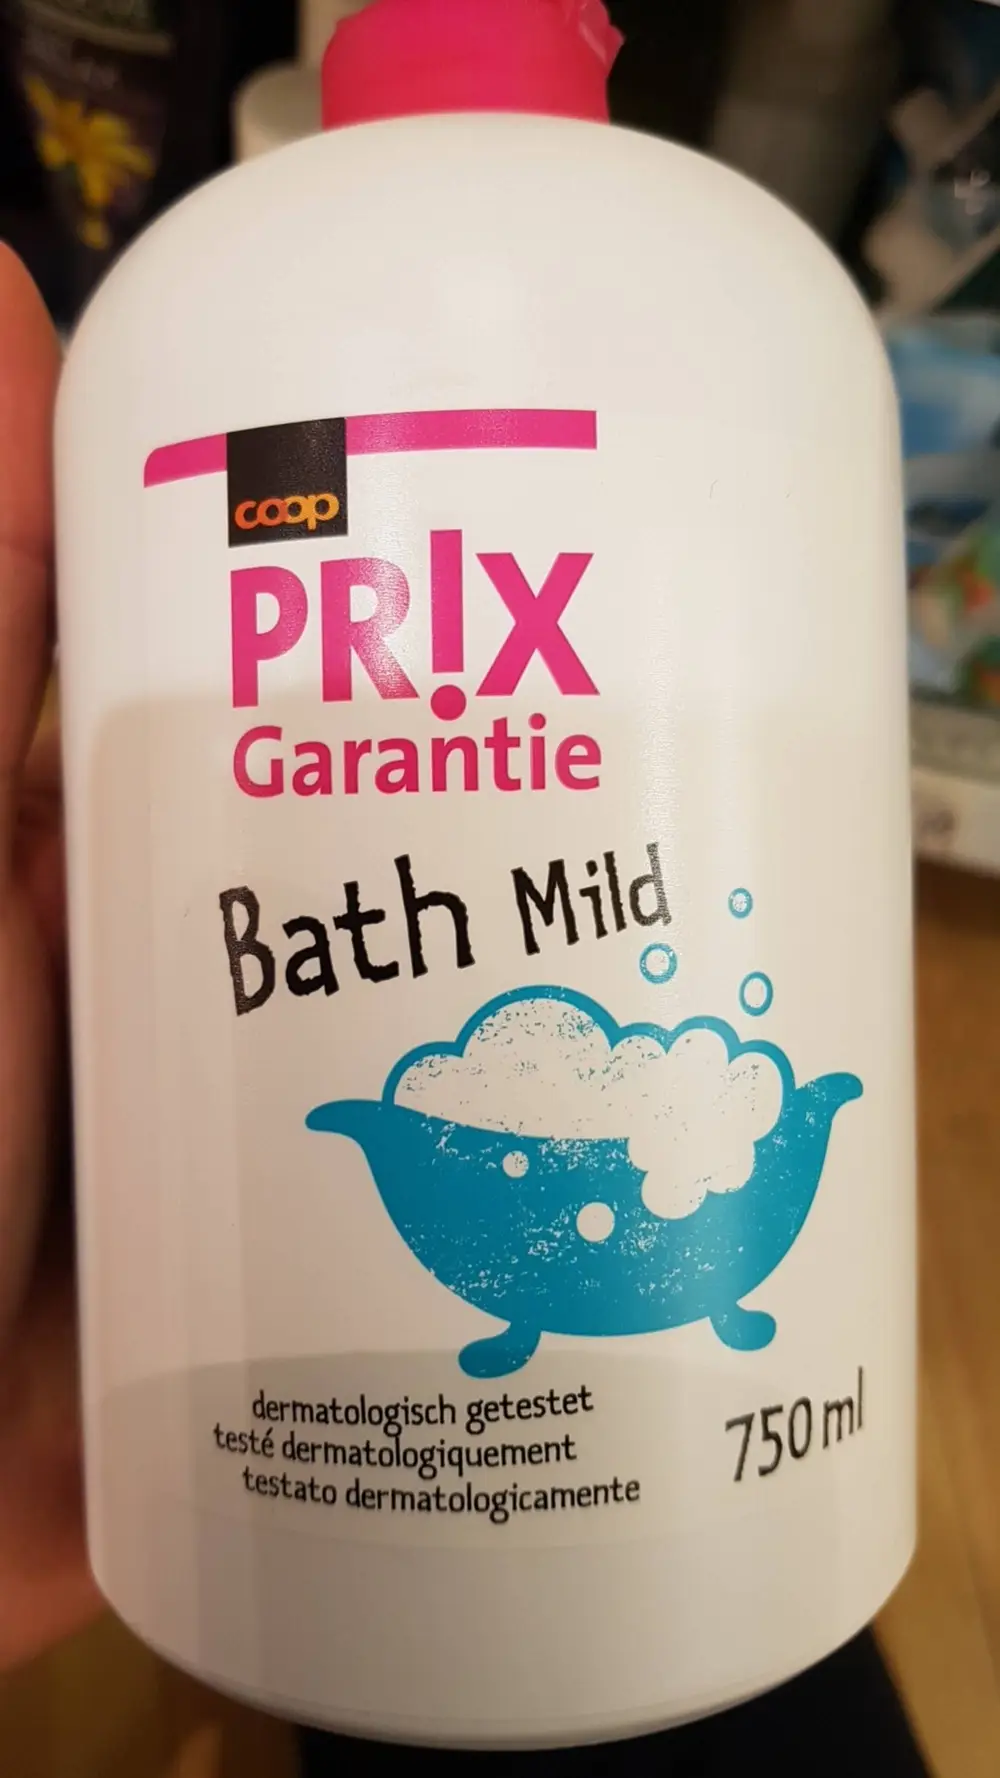 coop
PR!X
Garantie
Bath Mild
dermatologisch getestet
testé dermatologiquement
testato dermatologicamente
750 ml